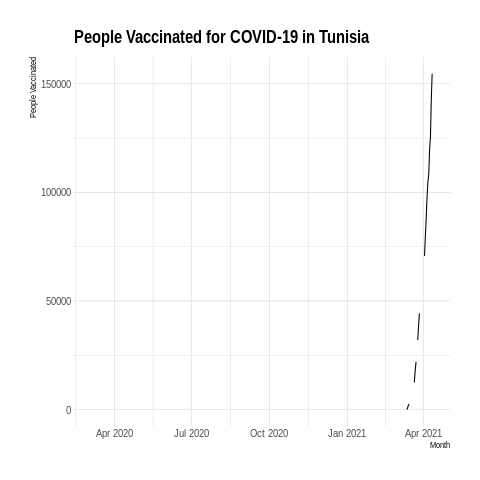 People Vaccinated for COVID-19 in Tunisia
People Vaccinated
150000
100000
50000
0
Apr 2020 Jul 2020 Oct 2020 Jan 2021 Apr 2021
Month